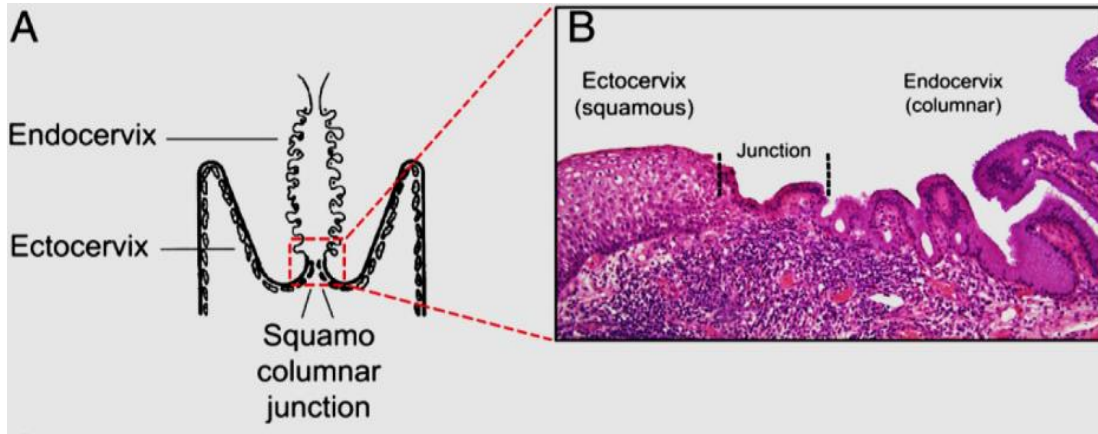 A
Endocervix
Ectocervix
Squamo
columnar
junction
B
Ectocervix
(squamous)
Junction
Endocervix
(columnar)